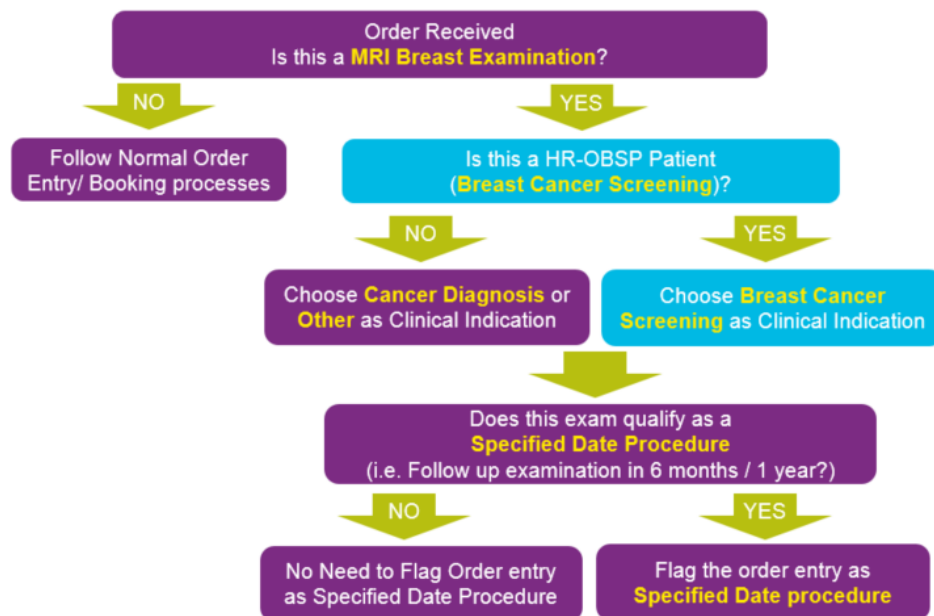 Order Received
Is this a MRI Breast Examination?
NO
YES
Follow Normal Order
Entry/ Booking processes
Is this a HR-OBSP Patient
(Breast Cancer Screening)?
NO
YES
Choose Cancer Diagnosis or
Other as Clinical Indication
Choose Breast Cancer
Screening as Clinical Indication
Does this exam qualify as a
Specified Date Procedure
(i.e. Follow up examination in 6 months / 1 year?)
NO
YES
No Need to Flag Order entry
as Specified Date Procedure
Flag the order entry as
Specified Date procedure